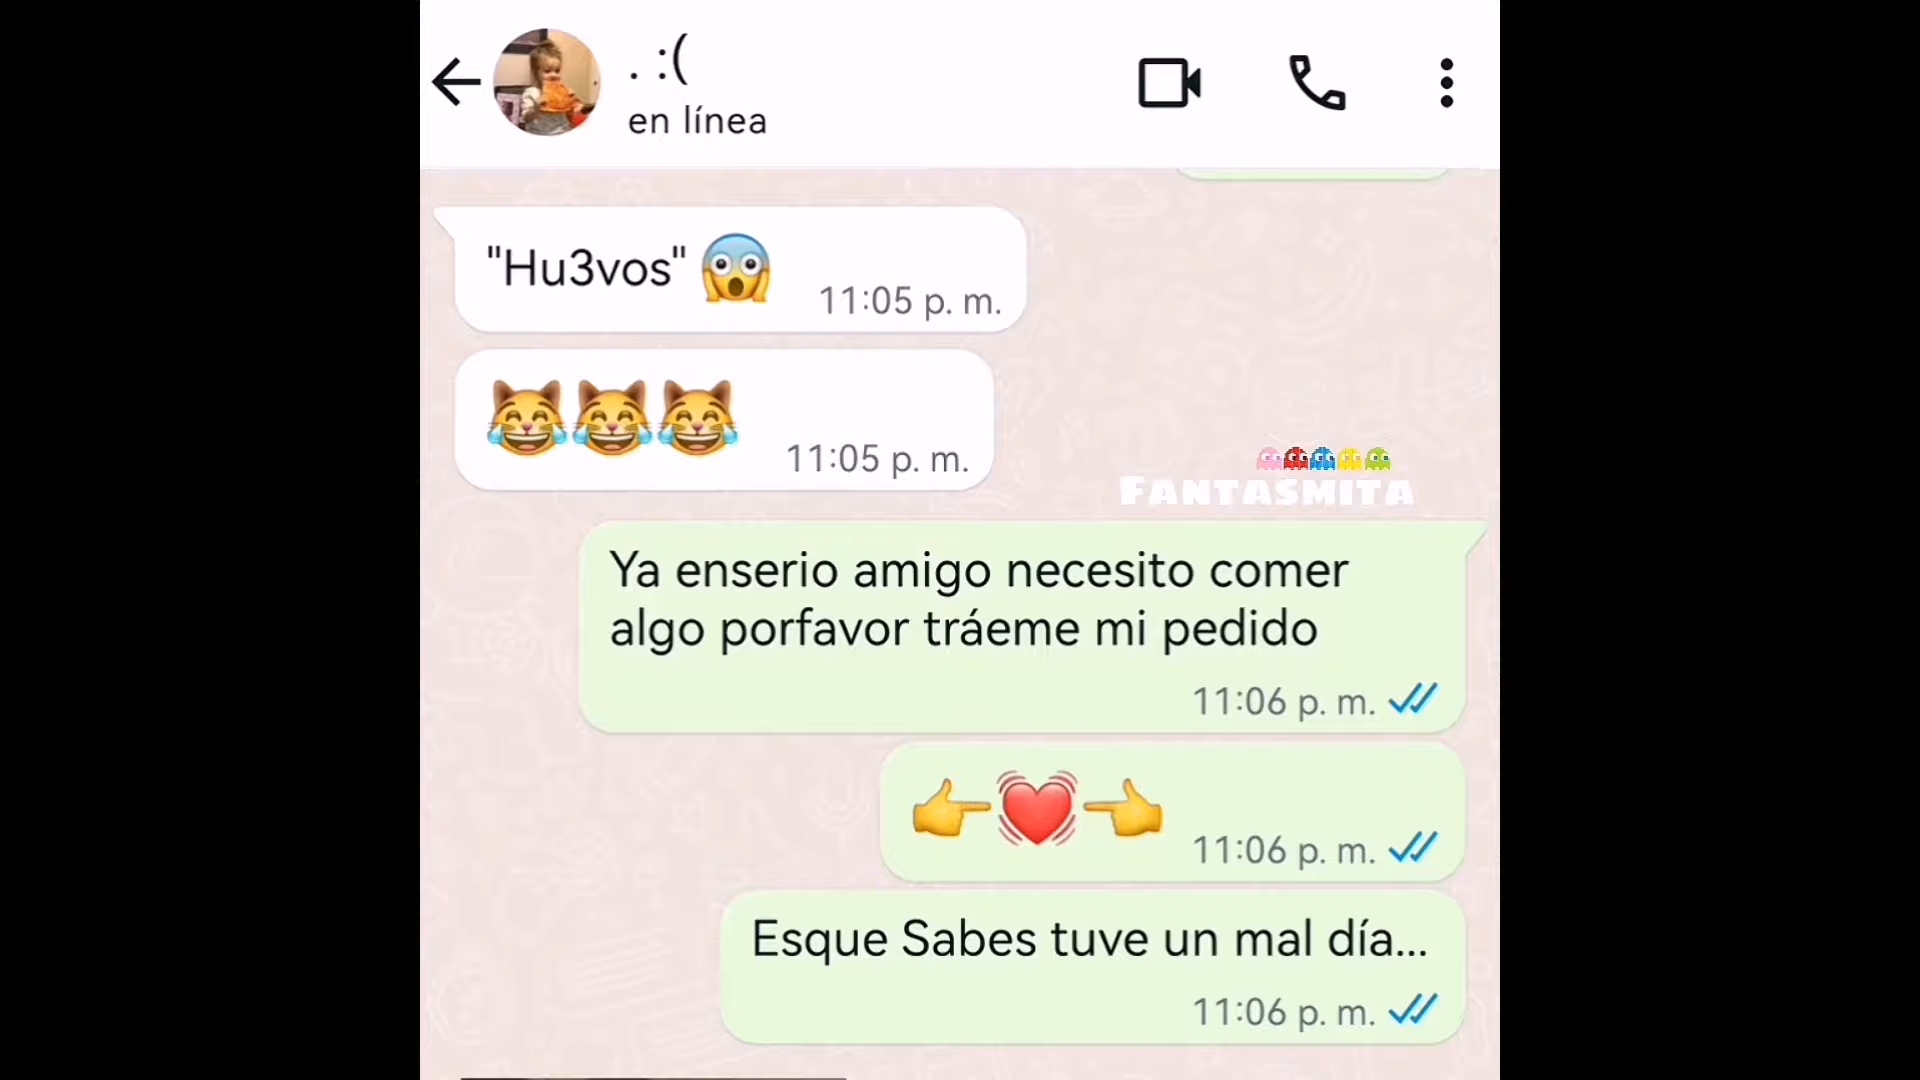 . :(
en línea
"Hu3vos" 😱
11:05 p. m.
😹😹😹
11:05 p. m.
FANTASMITA
Ya enserio amigo necesito comer
algo porfavor tráeme mi pedido
11:06 p. m.
👉💓👈
11:06 p. m.
Esque Sabes tuve un mal día...
11:06 p. m.